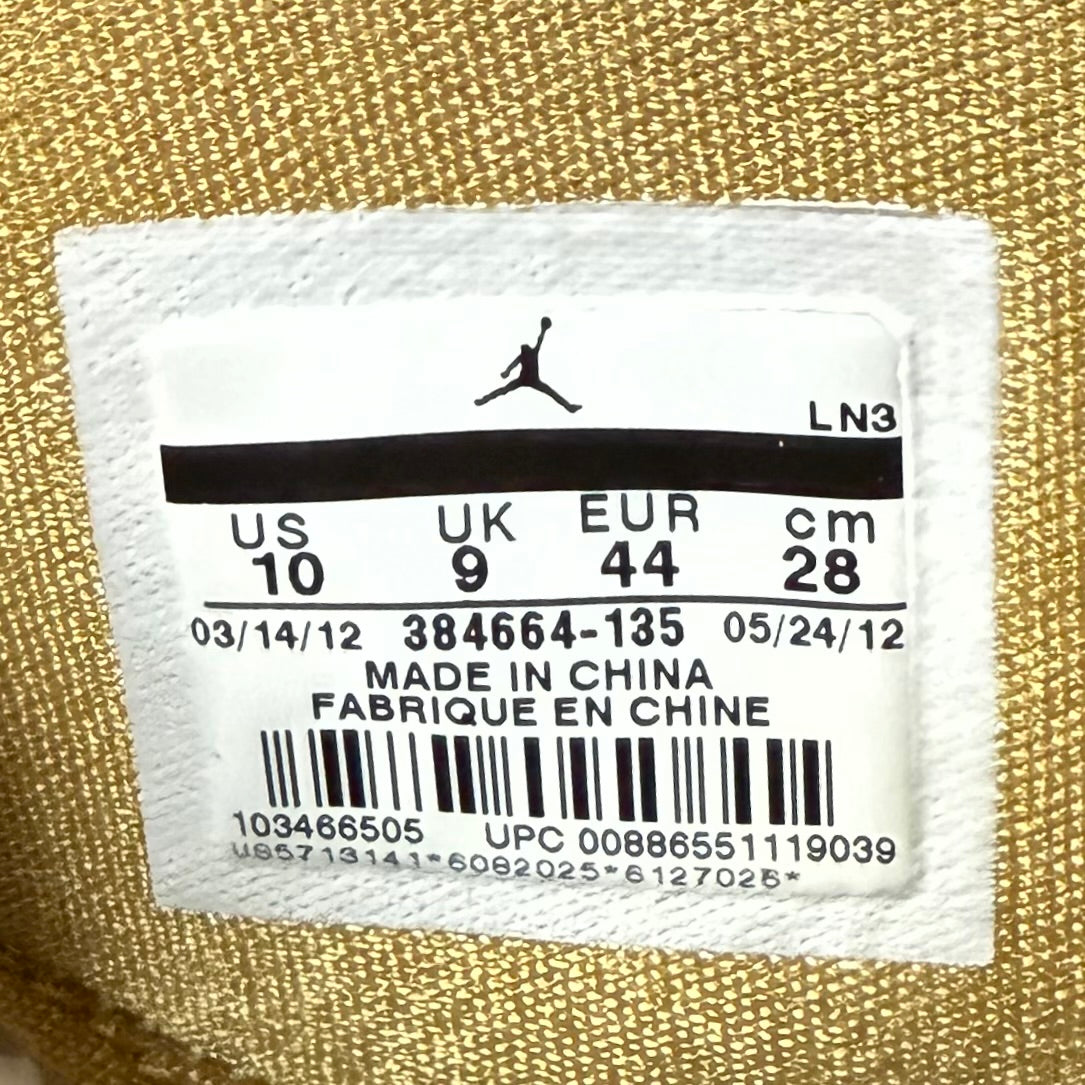 LN3
US UK EUR cm
10 9 44 28
03/14/12 384664-135 05/24/12
MADE IN CHINA
FABRIQUE EN CHINE
103466505 UPC 00886551119039
US5713141*6082025*6127026*